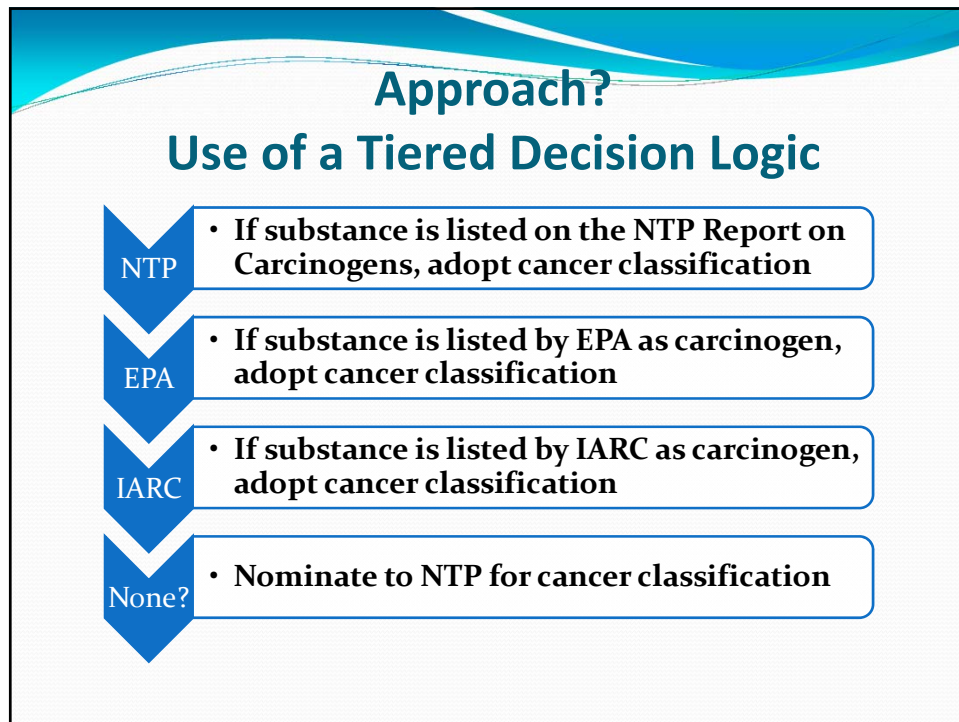 Approach?
Use of a Tiered Decision Logic
NTP
• If substance is listed on the NTP Report on
Carcinogens, adopt cancer classification
EPA
• If substance is listed by EPA as carcinogen,
adopt cancer classification
IARC
• If substance is listed by IARC as carcinogen,
adopt cancer classification
None?
• Nominate to NTP for cancer classification